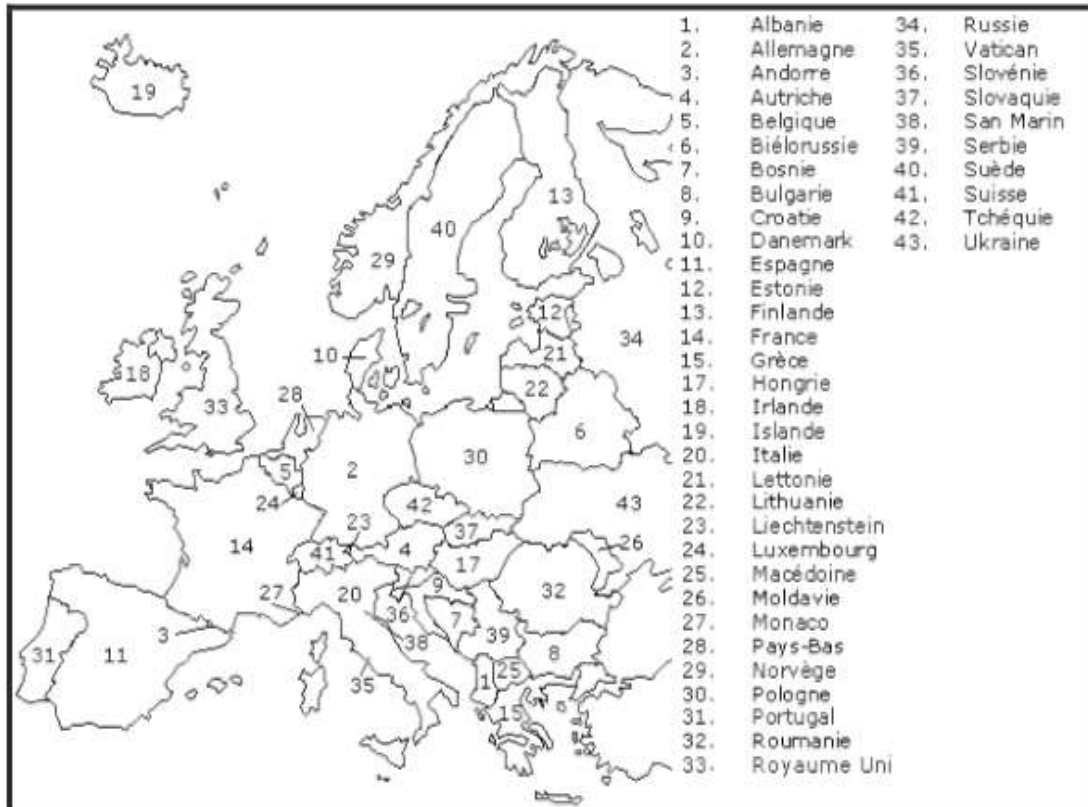 1. Albanie
2. Allemagne
3. Andorre
4. Autriche
5. Belgique
6. Biélorussie
7. Bosnie
8. Bulgarie
9. Croatie
10. Danemark
11. Espagne
12. Estonie
13. Finlande
14. France
15. Grèce
17. Hongrie
18. Irlande
19. Islande
20. Italie
21. Lettonie
22. Lithuanie
23. Liechtenstein
24. Luxembourg
25. Macédoine
26. Moldavie
27. Monaco
28. Pays-Bas
29. Norvège
30. Pologne
31. Portugal
32. Roumanie
33. Royaume Uni
34. Russie
35. Vatican
36. Slovénie
37. Slovaquie
38. San Marin
39. Serbie
40. Suède
41. Suisse
42. Tchéquie
43. Ukraine
19
13
40
29
12
34
10
21
18
22
28
33
6
5
2
30
24
42
43
23
37
14
41
4
26
17
27
9
32
20
36
7
3
38
39
31
11
8
35
1
25
15